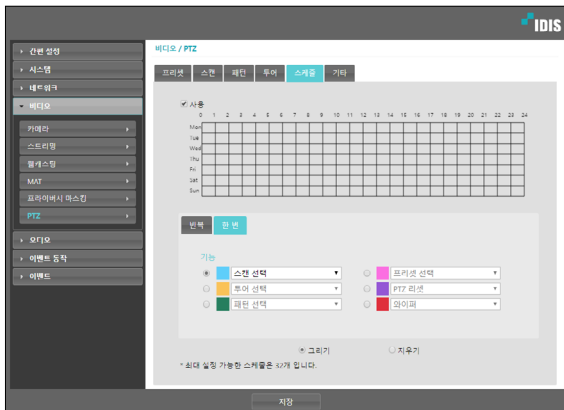 IDIS
간편 설정
시스템
네트워크
비디오
카메라
스트리밍
웹캐스팅
MAT
프라이버시 마스킹
PTZ
오디오
이벤트 동작
이벤트
비디오 / PTZ
프리셋 스캔 패턴 투어 스케줄 기타
사용
0 1 2 3 4 5 6 7 8 9 10 11 12 13 14 15 16 17 18 19 20 21 22 23 24
Mon
Tue
Wed
Thu
Fri
Sat
Sun
반복 한 번
기능
스캔 선택 프리셋 선택
투어 선택 PTZ 리셋
패턴 선택 와이퍼
그리기 지우기
* 최대 설정 가능한 스케줄은 32개 입니다.
저장